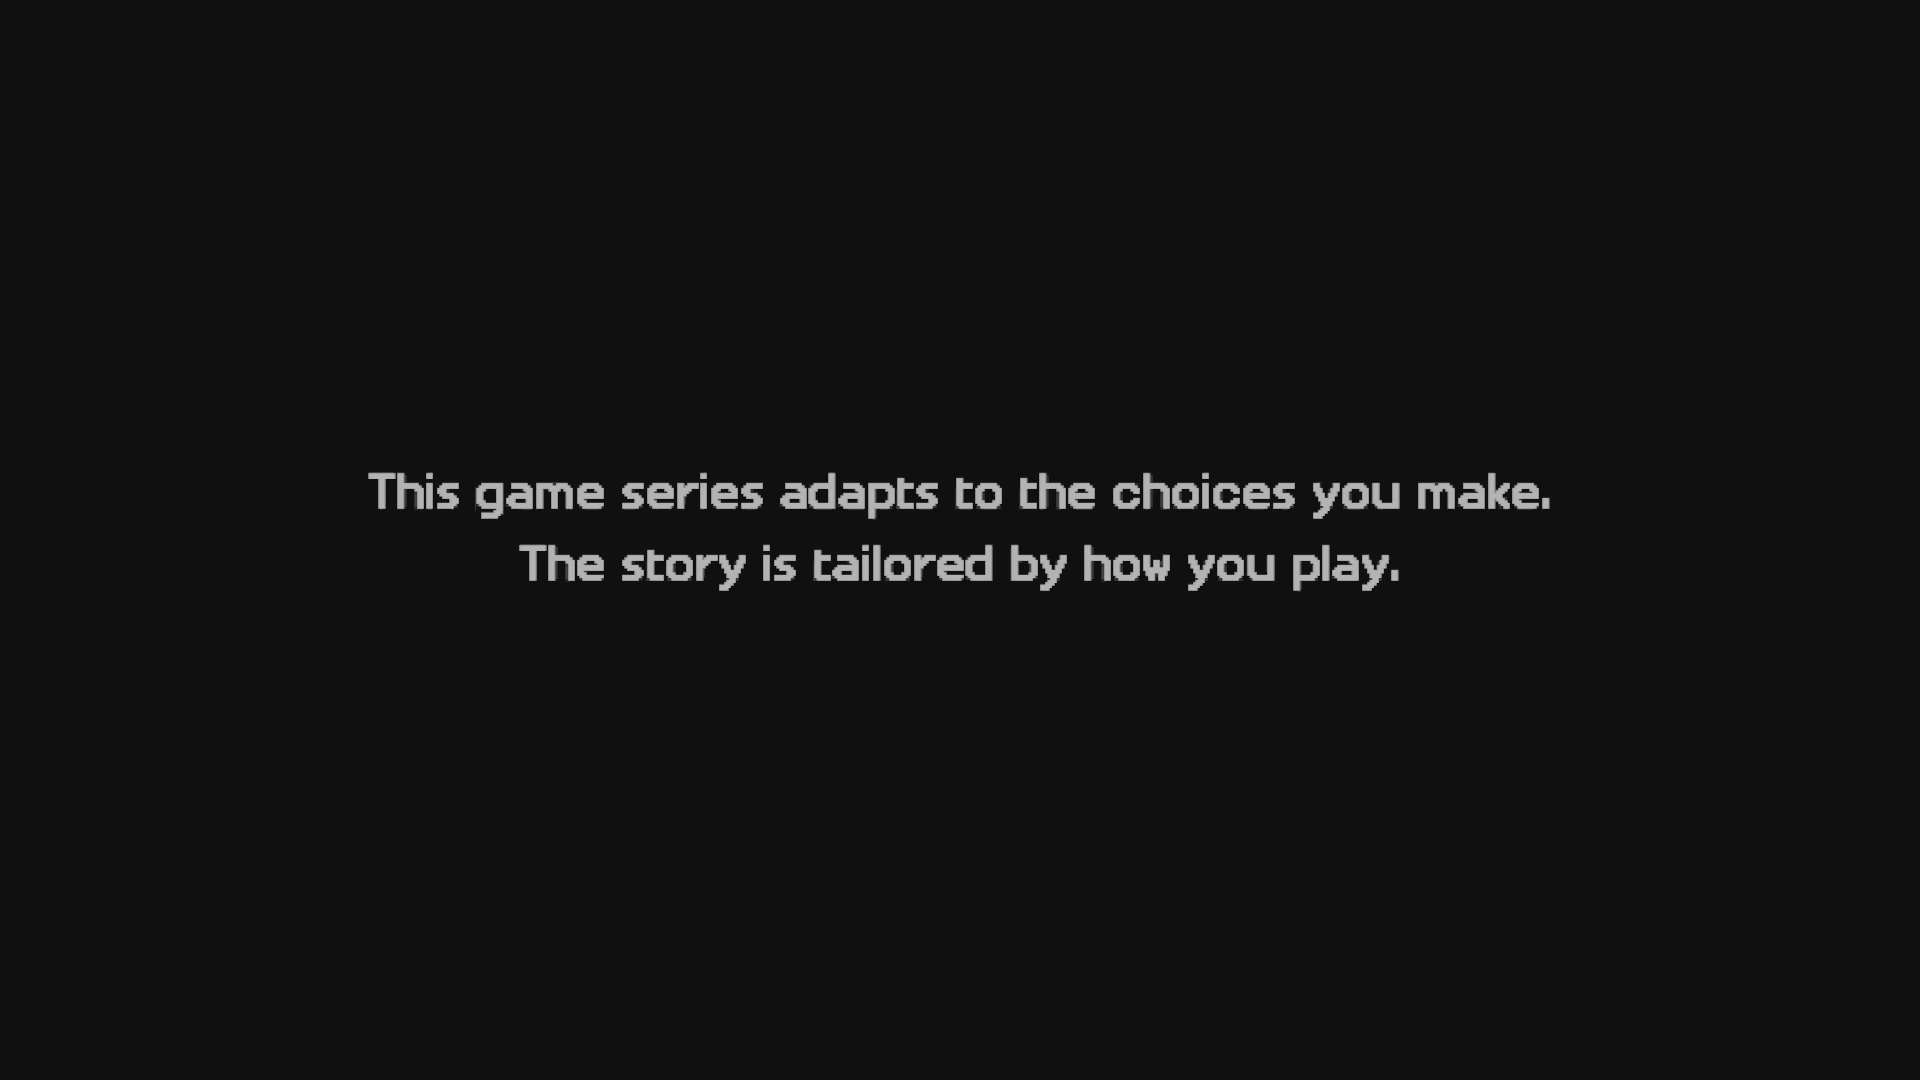 This game series adapts to the choices you make.
The story is tailored by how you play.